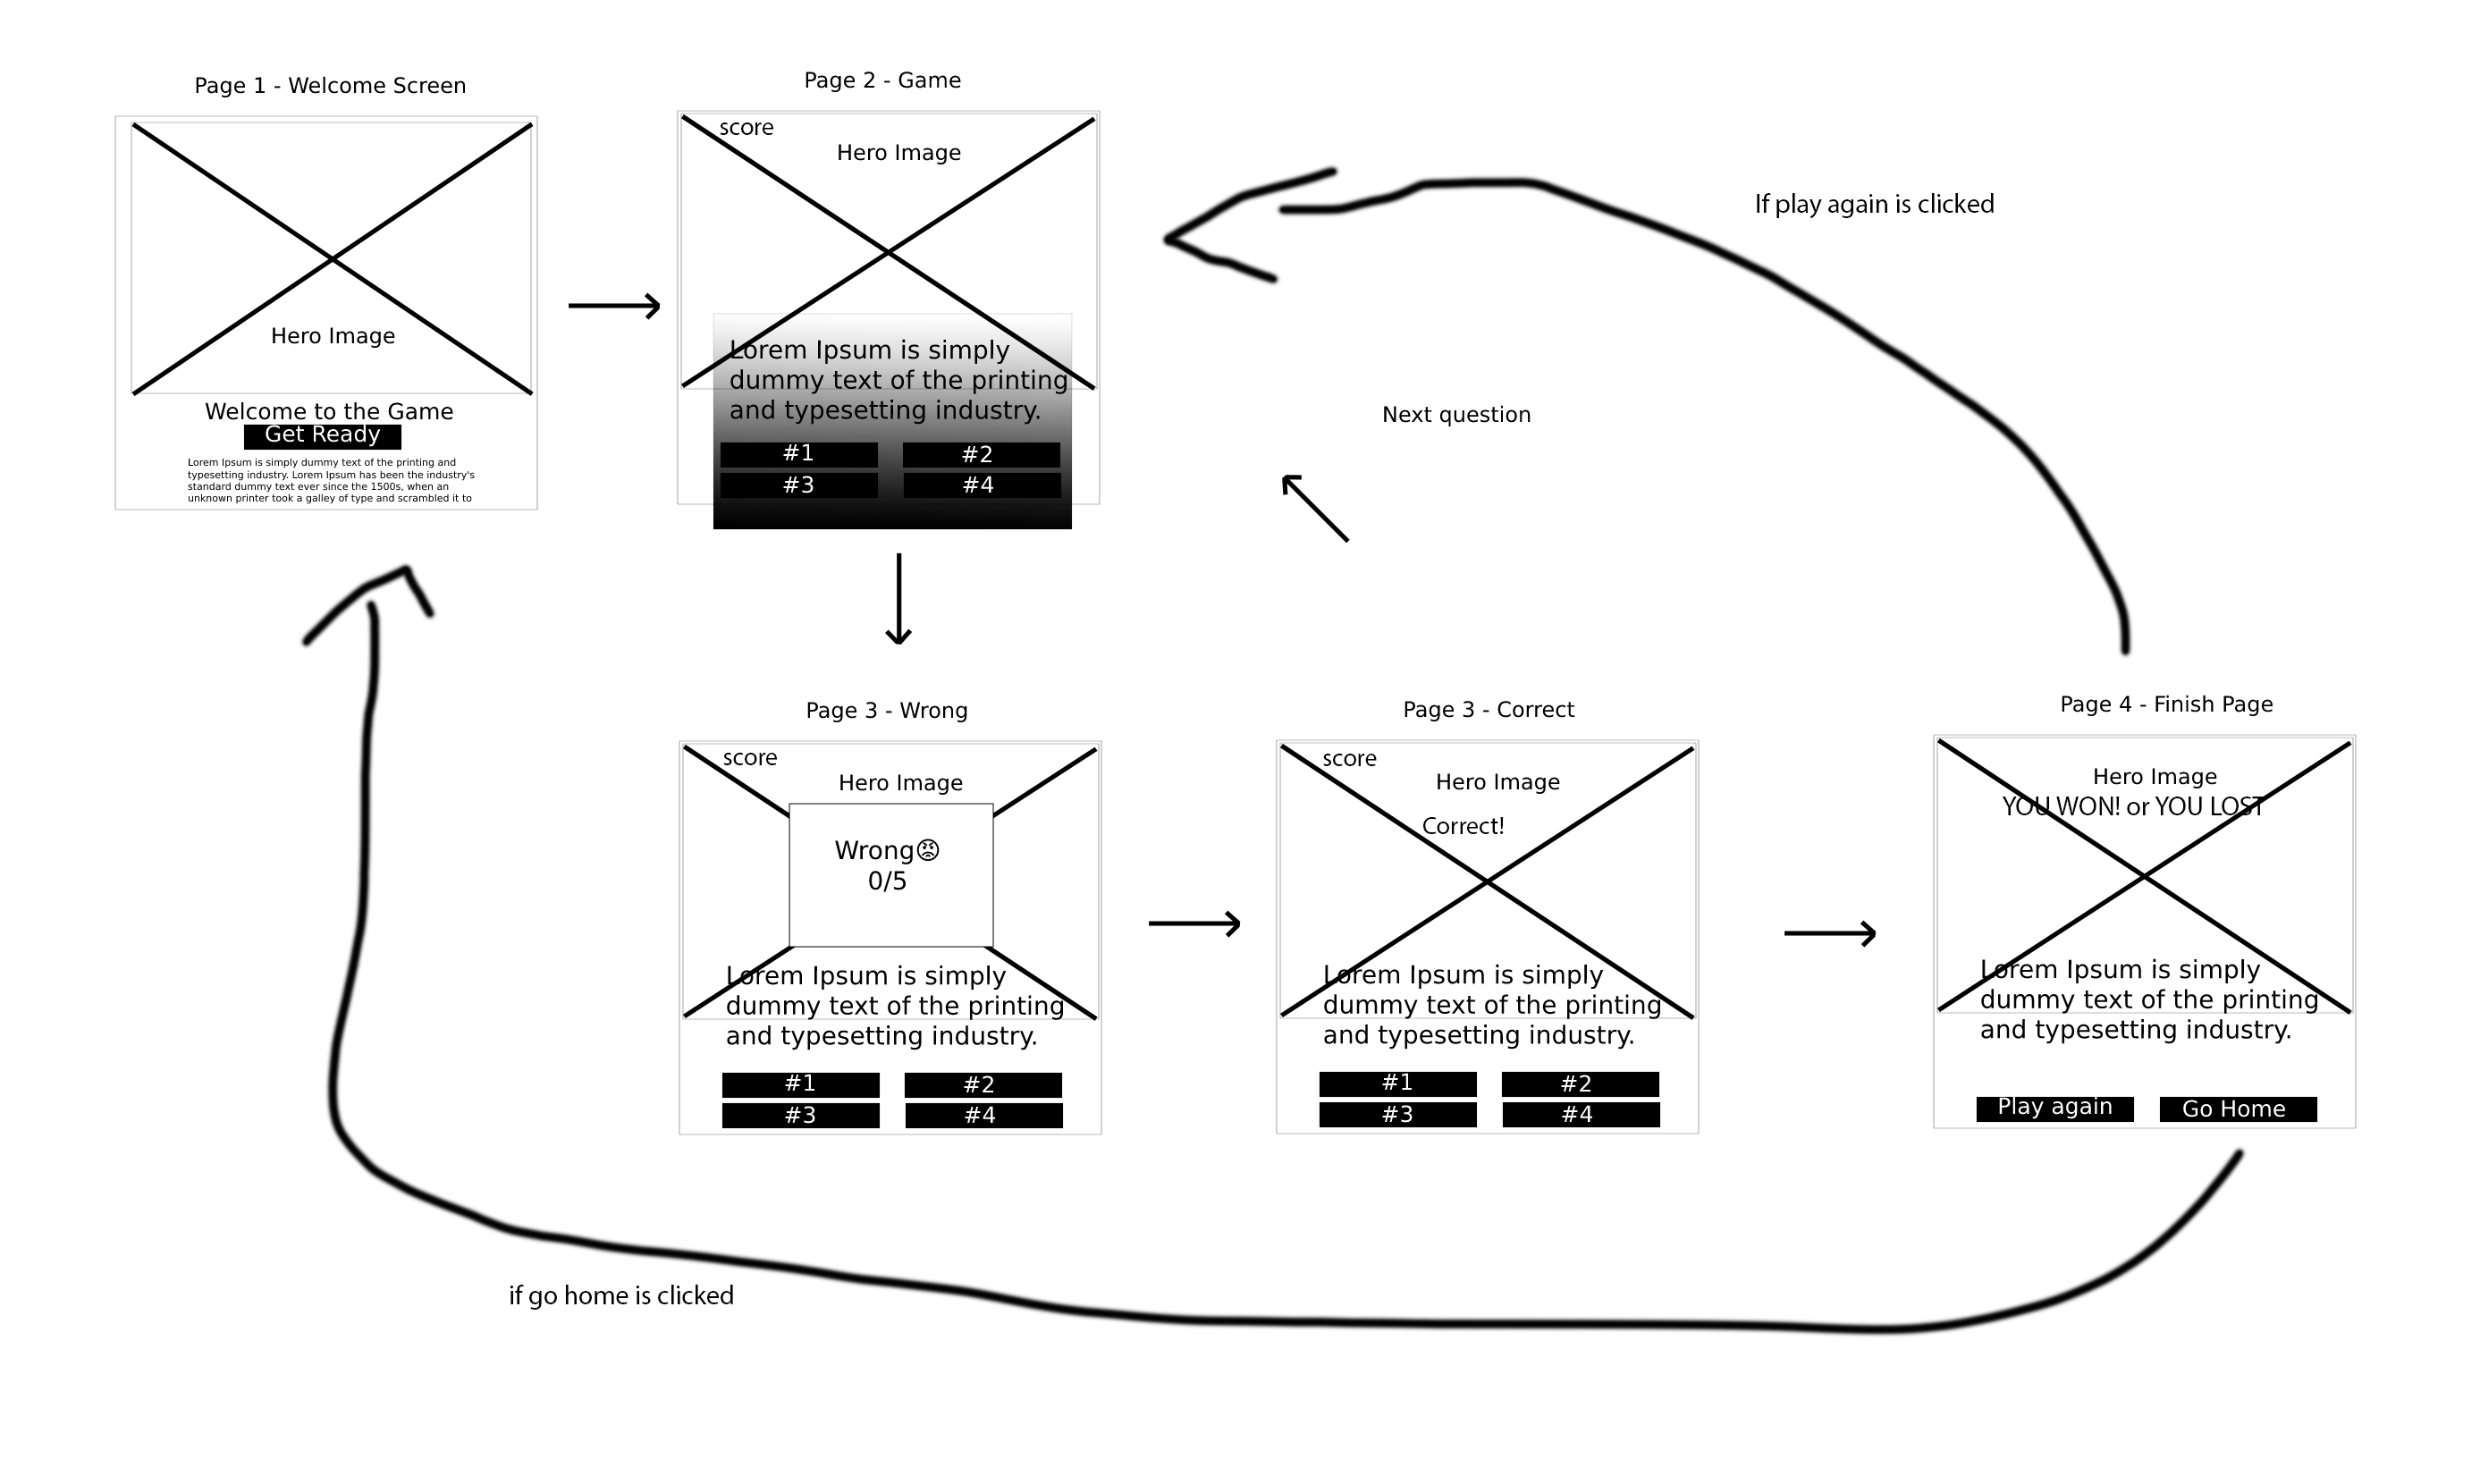 Page 1 - Welcome Screen
Hero Image
Welcome to the Game
Get Ready
Lorem Ipsum is simply dummy text of the printing and
typesetting industry. Lorem Ipsum has been the industry's
standard dummy text ever since the 1500s, when an
unknown printer took a galley of type and scrambled it to
Page 2 - Game
score
Hero Image
Lorem Ipsum is simply
dummy text of the printing
and typesetting industry.
#1
#2
#3
#4
If play again is clicked
Next question
Page 3 - Wrong
score
Hero Image
Wrong😡
0/5
Lorem Ipsum is simply
dummy text of the printing
and typesetting industry.
#1
#2
#3
#4
Page 3 - Correct
score
Hero Image
Correct!
Lorem Ipsum is simply
dummy text of the printing
and typesetting industry.
#1
#2
#3
#4
Page 4 - Finish Page
Hero Image
YOU WON! or YOU LOST
Lorem Ipsum is simply
dummy text of the printing
and typesetting industry.
Play again
Go Home
if go home is clicked